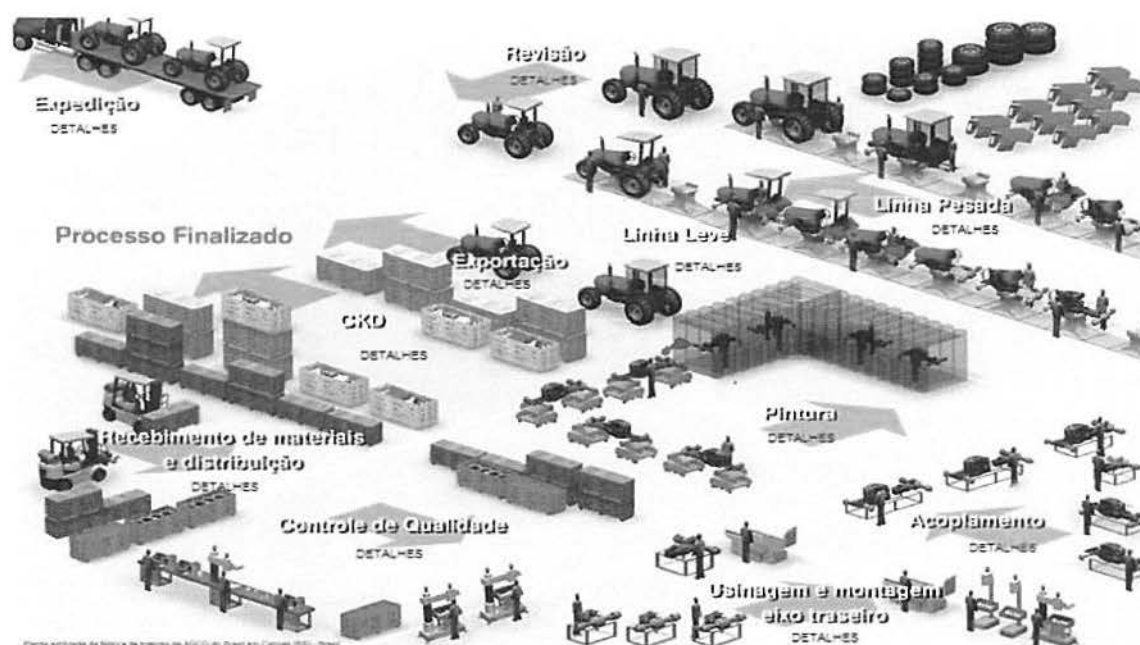 Revisão
DETALHES
Expedição
DETALHES
Linha Pesada
DETALHES
Linha Leve
DETALHES
Processo Finalizado
Exportação
DETALHES
CKD
DETALHES
Pintura
DETALHES
Recebimento de materiais
e distribuição
DETALHES
Controle de Qualidade
DETALHES
Acoplamento
DETALHES
Usinagem e montagem
eixo traseiro
DETALHES